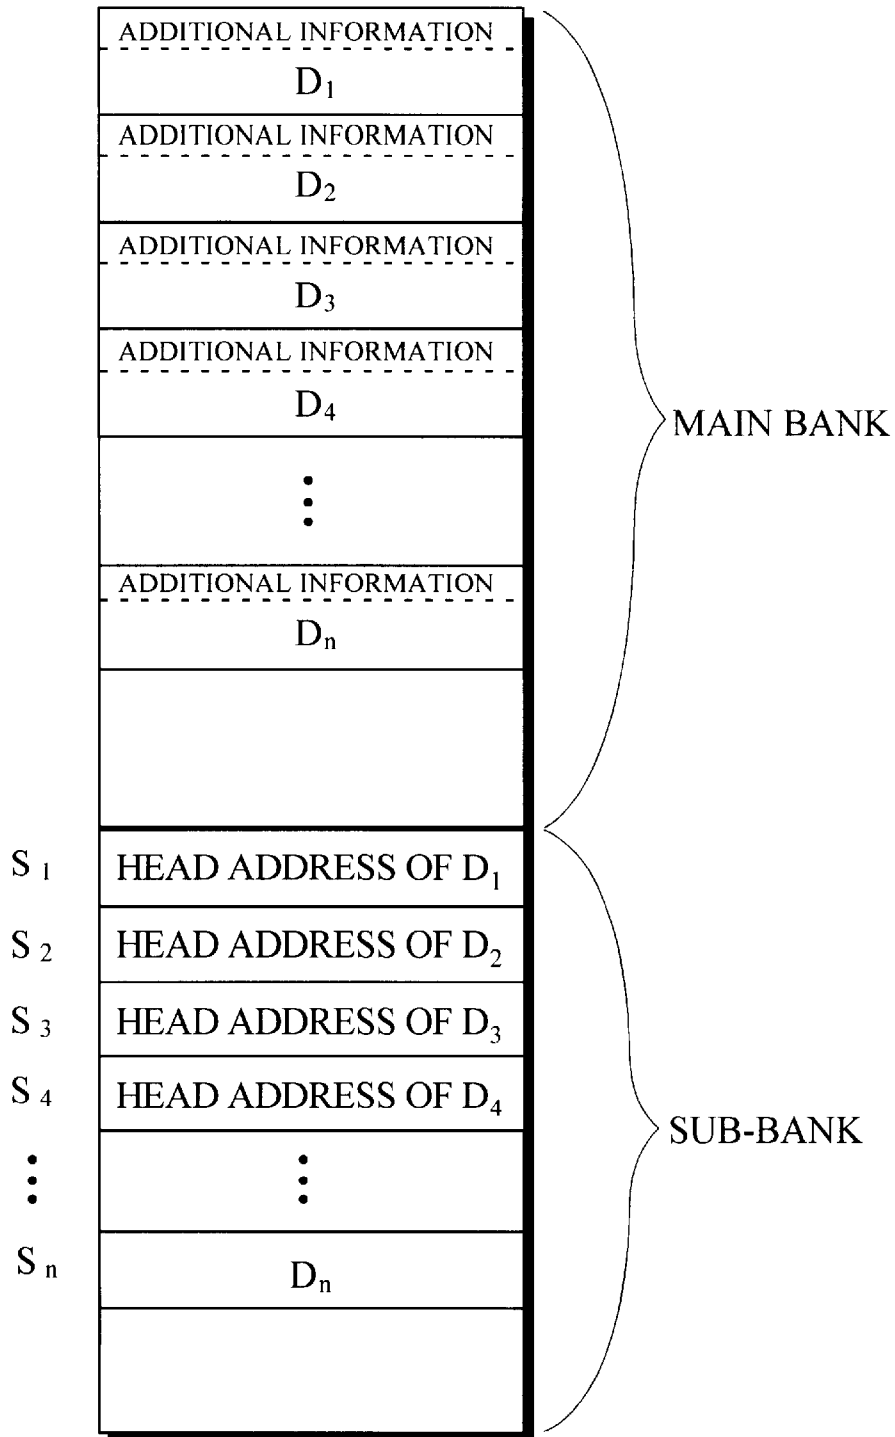 ADDITIONAL INFORMATION
D₁
ADDITIONAL INFORMATION
D₂
ADDITIONAL INFORMATION
D₃
ADDITIONAL INFORMATION
D₄
MAIN BANK
ADDITIONAL INFORMATION
Dₙ
S₁ HEAD ADDRESS OF D₁
S₂ HEAD ADDRESS OF D₂
S₃ HEAD ADDRESS OF D₃
S₄ HEAD ADDRESS OF D₄
SUB-BANK
Sₙ Dₙ